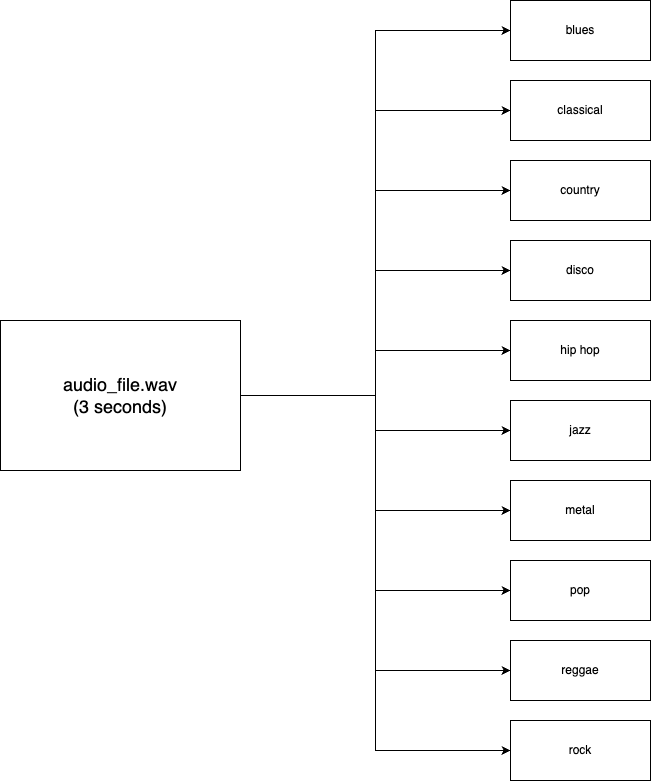 audio_file.wav
(3 seconds)
blues
classical
country
disco
hip hop
jazz
metal
pop
reggae
rock